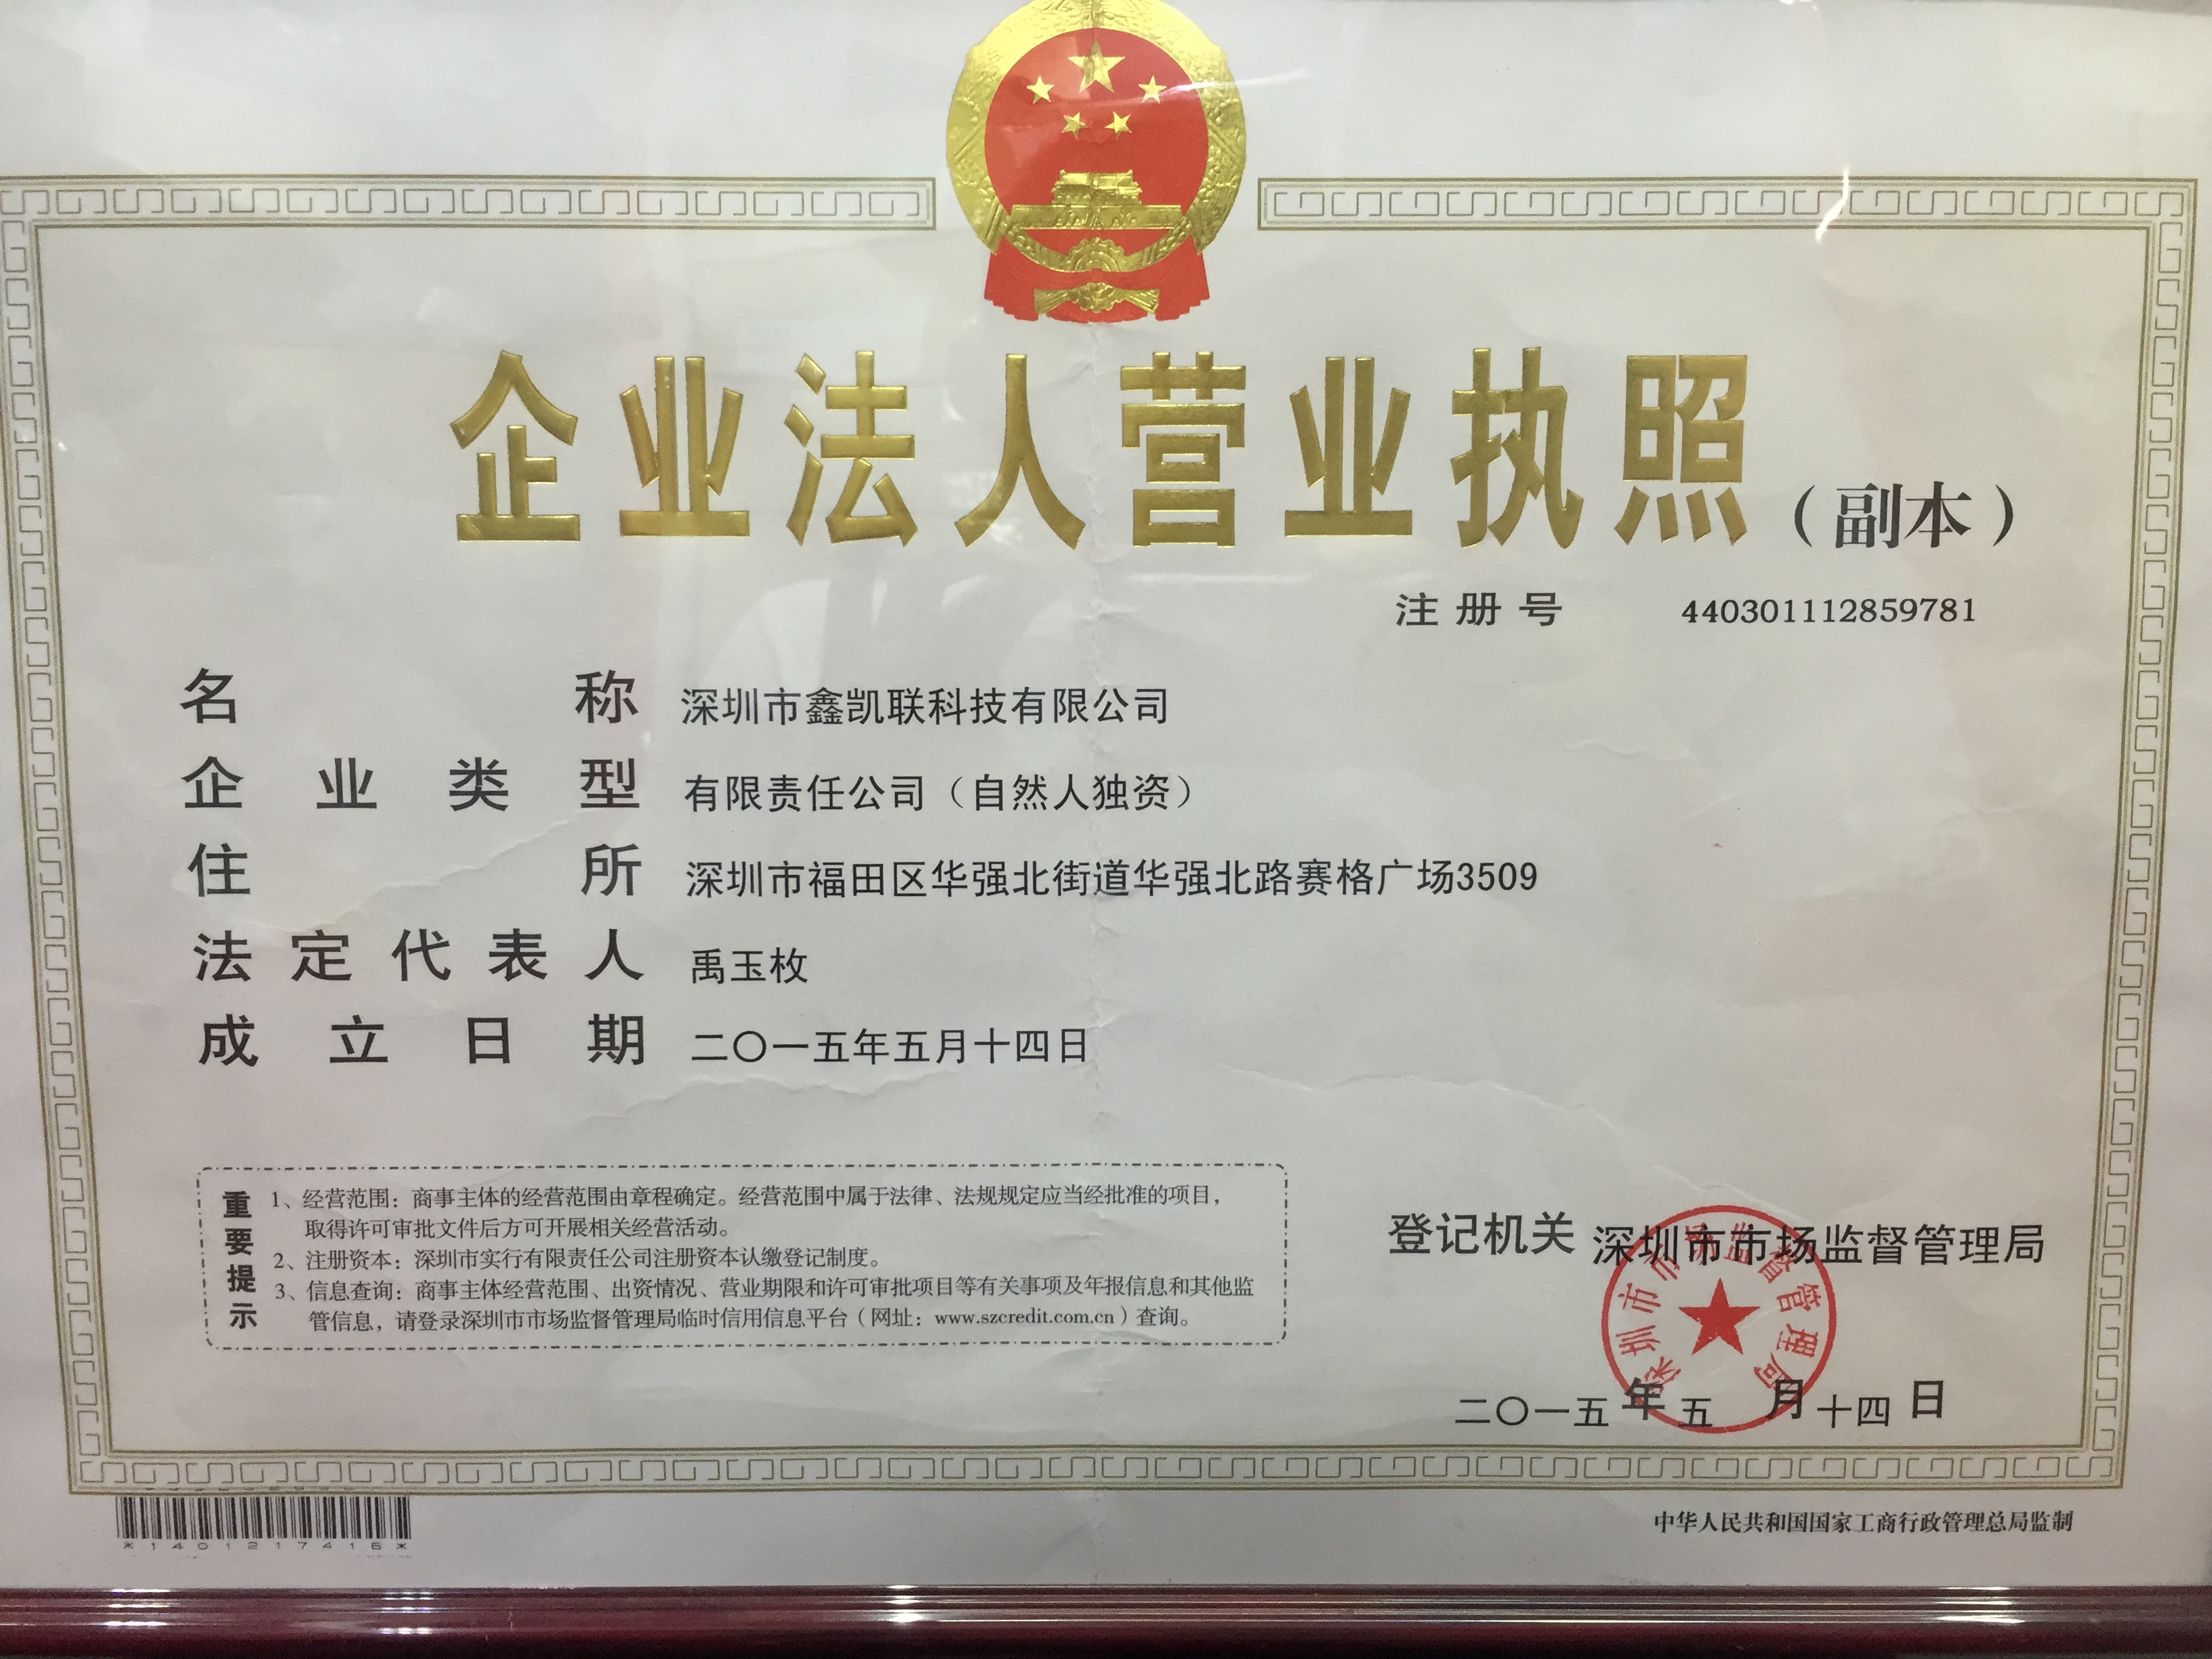 企业法人营业执照（副本）
注册号 440301112859781
名称 深圳市鑫凯联科技有限公司
企业类型 有限责任公司（自然人独资）
住所 深圳市福田区华强北街道华强北路赛格广场3509
法定代表人 禹玉枚
成立日期 二〇一五年五月十四日
重要提示
1、经营范围：商事主体的经营范围由章程确定。经营范围中属于法律、法规规定应当经批准的项目，
取得许可审批文件后方可开展相关经营活动。
2、注册资本：深圳市实行有限责任公司注册资本认缴登记制度。
3、信息查询：商事主体经营范围、出资情况、营业期限和许可审批项目等有关事项及年报信息和其他监
管信息，请登录深圳市市场监督管理局临时信用信息平台（网址：www.szcredit.com.cn）查询。
登记机关 深圳市市场监督管理局
深圳市市场监督管理局
二〇一五年五月十四日
*1401217416*
中华人民共和国国家工商行政管理总局监制